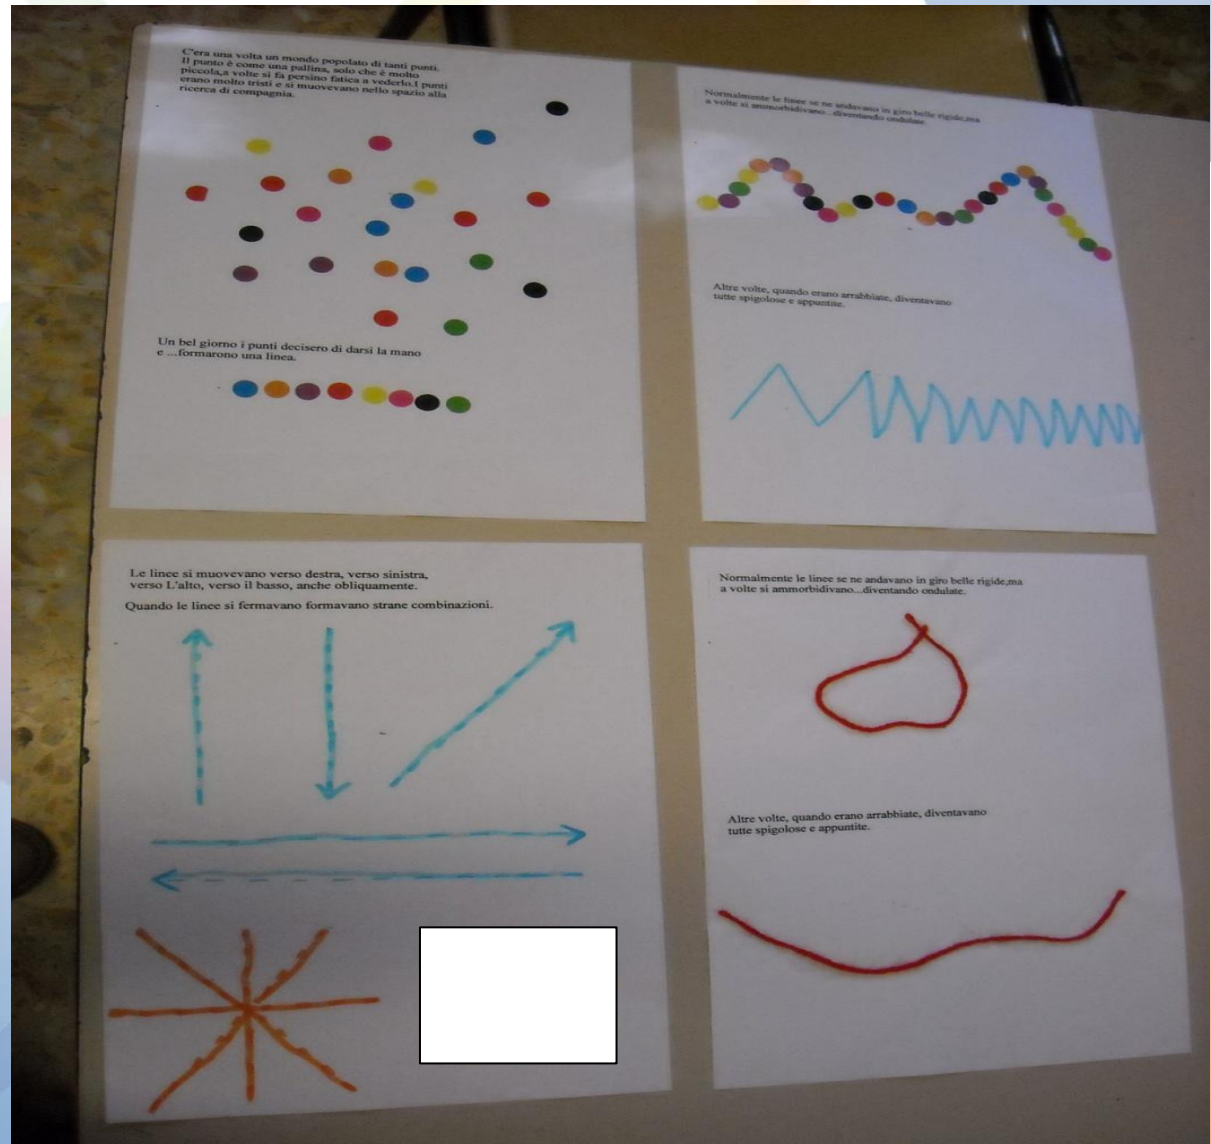 C'era una volta un mondo popolato di tanti punti.
Il punto è come una pallina, solo che è molto
piccola,a volte si fa persino fatica a vederlo.I punti
erano molto tristi e si muovevano nello spazio alla
ricerca di compagnia.
Un bel giorno i punti decisero di darsi la mano
e ...formarono una linea.
Normalmente le linee se ne andavano in giro belle rigide,ma
a volte si ammorbidivano...diventando ondulate.
Altre volte, quando erano arrabbiate, diventavano
tutte spigolose e appuntite.
Le linee si muovevano verso destra, verso sinistra,
verso L'alto, verso il basso, anche obliquamente.
Quando le linee si fermavano formavano strane combinazioni.
Normalmente le linee se ne andavano in giro belle rigide,ma
a volte si ammorbidivano...diventando ondulate.
Altre volte, quando erano arrabbiate, diventavano
tutte spigolose e appuntite.